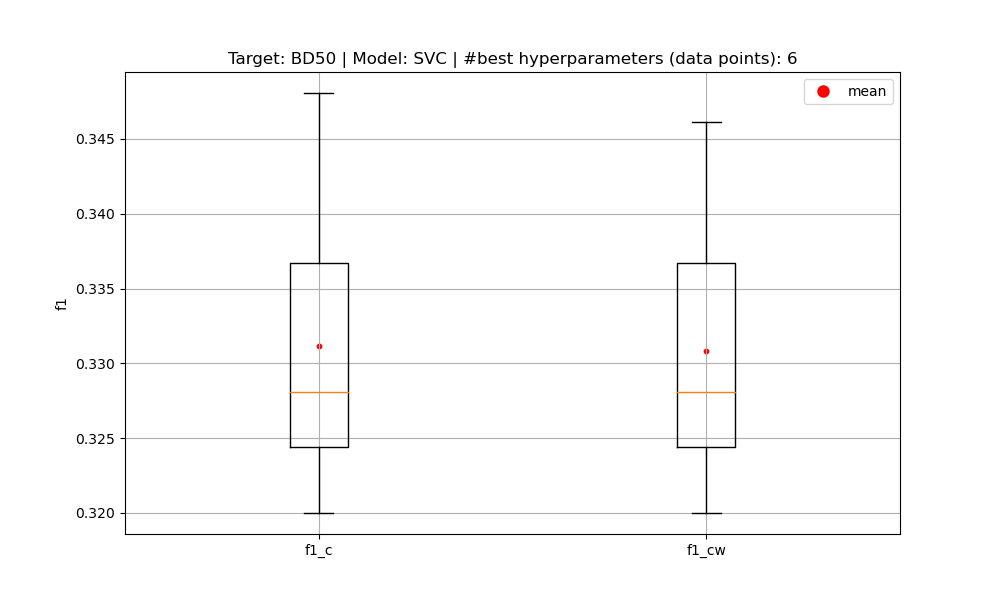 Target: BD50 | Model: SVC | #best hyperparameters (data points): 6
mean
0.345
0.340
0.335
0.330
0.325
0.320
f1
f1_c
f1_cw